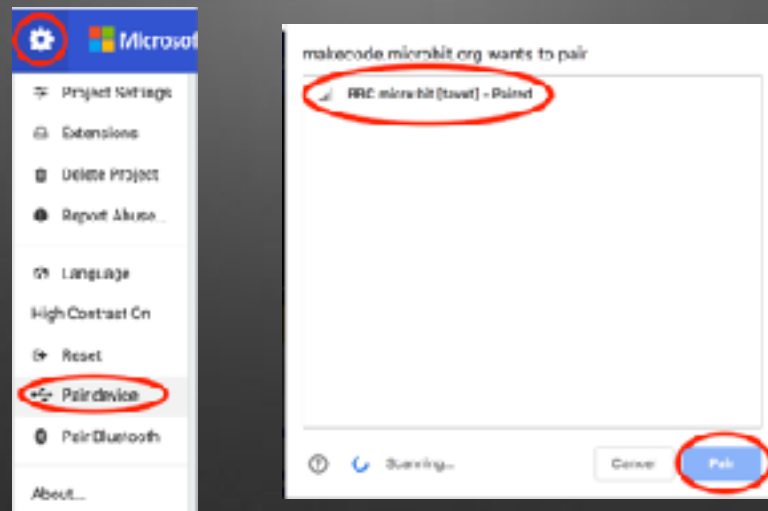 Microsof
Project Settings
Extensions
Delete Project
Report Abuse...
Language
High Contrast On
Reset
Pair device
Pair Bluetooth
About...
makecode.microbit.org wants to pair
BBC micro:bit - Paired
Scanning...
Cancel
Pair